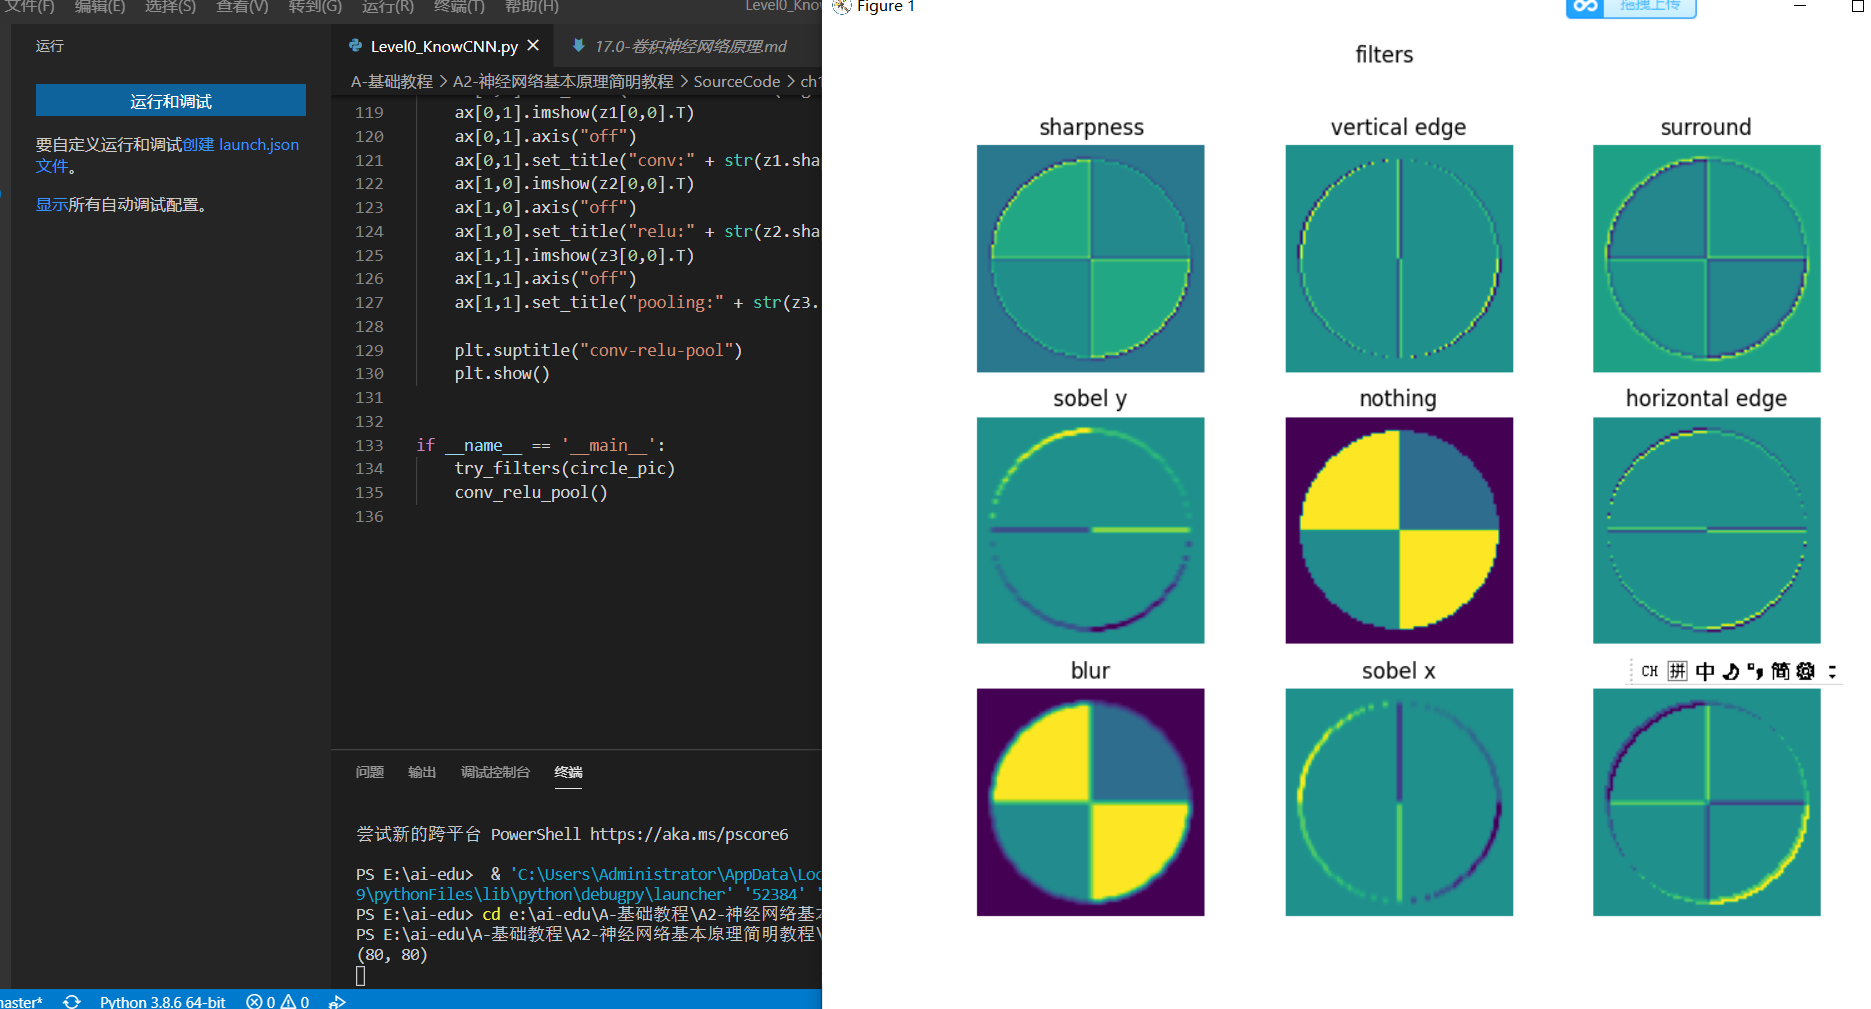 文件(F) 编辑(E) 选择(S) 查看(V) 转到(G) 运行(R) 终端(T) 帮助(H) Level0_Know
运行
运行和调试
要自定义运行和调试创建 launch.json
文件。
显示所有自动调试配置。
Level0_KnowCNN.py
17.0-卷积神经网络原理.md
A-基础教程 > A2-神经网络基本原理简明教程 > SourceCode > ch1
119 ax[0,1].imshow(z1[0,0].T)
120 ax[0,1].axis("off")
121 ax[0,1].set_title("conv:" + str(z1.sha
122 ax[1,0].imshow(z2[0,0].T)
123 ax[1,0].axis("off")
124 ax[1,0].set_title("relu:" + str(z2.sha
125 ax[1,1].imshow(z3[0,0].T)
126 ax[1,1].axis("off")
127 ax[1,1].set_title("pooling:" + str(z3.
128
129 plt.suptitle("conv-relu-pool")
130 plt.show()
131
132
133 if __name__ == '__main__':
134 try_filters(circle_pic)
135 conv_relu_pool()
136
问题 输出 调试控制台 终端
尝试新的跨平台 PowerShell https://aka.ms/pscore6
PS E:\ai-edu> & 'C:\Users\Administrator\AppData\Loc
9\pythonFiles\lib\python\debugpy\launcher' '52384' '
PS E:\ai-edu> cd e:\ai-edu\A-基础教程\A2-神经网络基本
PS E:\ai-edu\A-基础教程\A2-神经网络基本原理简明教程\
(80, 80)
master* Python 3.8.6 64-bit 0 0
Figure 1
拖拽上传
filters
sharpness
vertical edge
surround
sobel y
nothing
horizontal edge
blur
sobel x
CH 拼 中 简